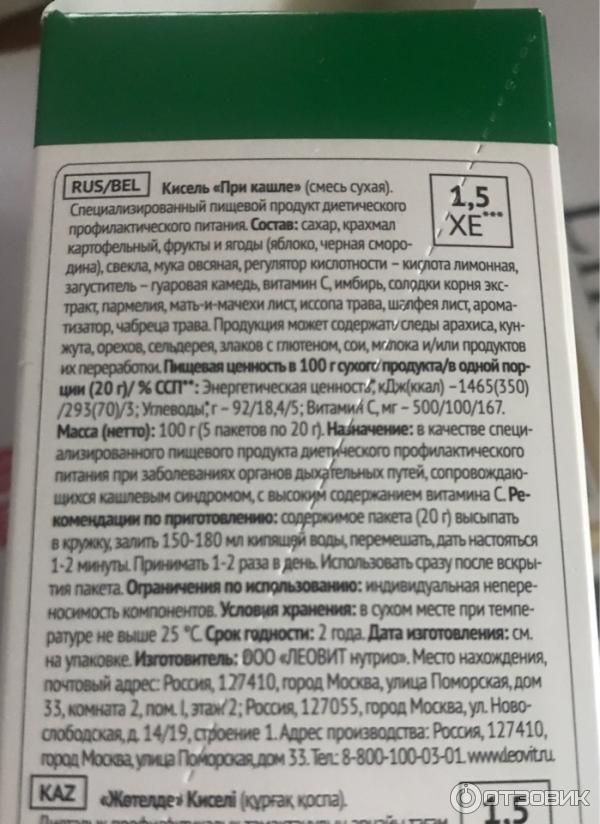 RUS/BEL Кисель «При кашле» (смесь сухая).
1,5
ХЕ***
Специализированный пищевой продукт диетического
профилактического питания. Состав: сахар, крахмал
картофельный, фрукты и ягоды (яблоко, черная сморо-
дина), свекла, мука овсяная, регулятор кислотности – кислота лимонная,
загуститель – гуаровая камедь, витамин С, имбирь, солодки корня экс-
тракт, пармелия, мать-и-мачехи лист, иссопа трава, шалфея лист, арома-
тизатор, чабреца трава. Продукция может содержать следы арахиса, кун-
жута, орехов, сельдерея, злаков с глютеном, сои, молока и/или продуктов
их переработки. Пищевая ценность в 100 г сухого продукта/в одной пор-
ции (20 г)/ % ССП**: Энергетическая ценность*, кДж(ккал) –1465(350)
/293(70)/3; Углеводы*, г – 92/18,4/5; Витамин С, мг – 500/100/167.
Масса (нетто): 100 г (5 пакетов по 20 г). Назначение: в качестве специ-
ализированного пищевого продукта диетического профилактического
питания при заболеваниях органов дыхательных путей, сопровождаю-
щихся кашлевым синдромом, с высоким содержанием витамина С. Ре-
комендации по приготовлению: содержимое пакета (20 г) высыпать
в кружку, залить 150-180 мл кипящей воды, перемешать, дать настояться
1-2 минуты. Принимать 1-2 раза в день. Использовать сразу после вскры-
тия пакета. Ограничения по использованию: индивидуальная непере-
носимость компонентов. Условия хранения: в сухом месте при темпе-
ратуре не выше 25 °С. Срок годности: 2 года. Дата изготовления: см.
на упаковке. Изготовитель: ООО «ЛЕОВИТ нутрио». Место нахождения,
почтовый адрес: Россия, 127410, город Москва, улица Поморская, дом
33, комната 2, пом. I, этаж 2; Россия, 127055, город Москва, ул. Ново-
слободская, д. 14/19, строение 1. Адрес производства: Россия, 127410,
город Москва, улица Поморская, дом 33. Тел.: 8-800-100-03-01. www.leovit.ru.
KAZ «Жөтелде» Киселі (құрғақ қоспа).
1,5
ОТЗОВИК